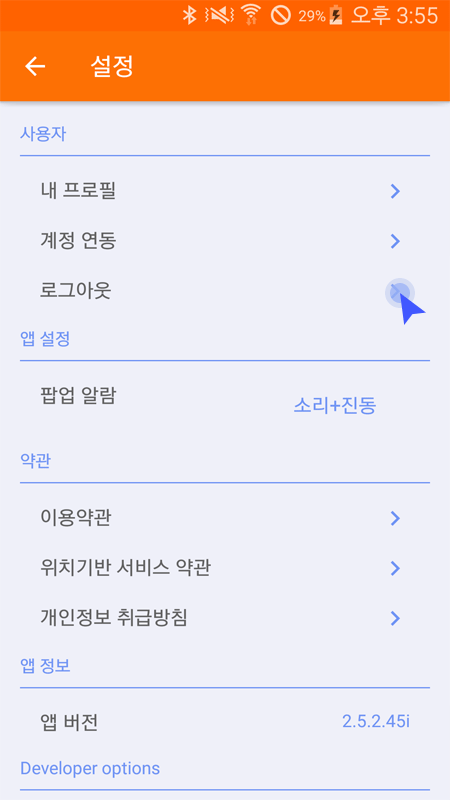 29% 오후 3:55
설정
사용자
내 프로필
계정 연동
로그아웃
앱 설정
팝업 알람
소리+진동
약관
이용약관
위치기반 서비스 약관
개인정보 취급방침
앱 정보
앱 버전 2.5.2.45i
Developer options